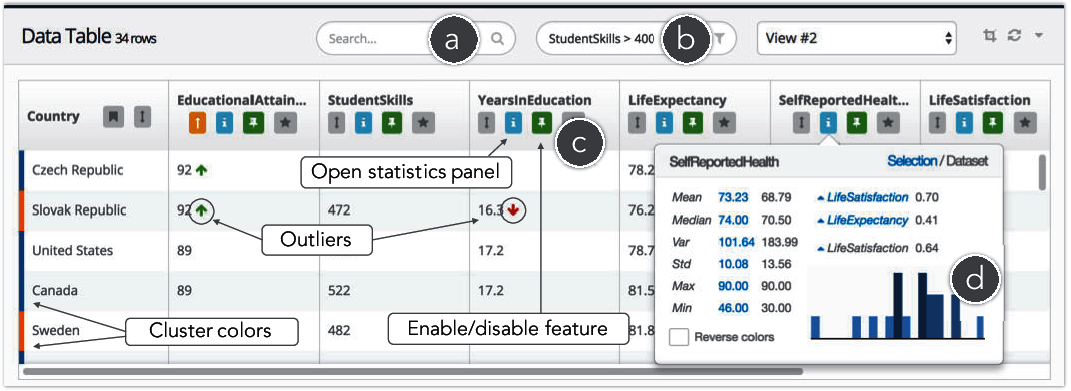 Data Table 34 rows
Search...
a
StudentSkills > 400
b
View #2
Country
EducationalAttain...
StudentSkills
YearsInEducation
LifeExpectancy
SelfReportedHealt...
LifeSatisfaction
c
Open statistics panel
Czech Republic 92 78.2
Slovak Republic 92 472 16.3 76.2
Outliers
United States 89 17.2 78.7
Canada 89 522 17.2 81.5
Cluster colors
Enable/disable feature
Sweden 482 81.8
SelfReportedHealth Selection / Dataset
Mean 73.23 68.79
Median 74.00 70.50
Var 101.64 183.99
Std 10.08 13.56
Max 90.00 90.00
Min 46.00 30.00
LifeSatisfaction 0.70
LifeExpectancy 0.41
LifeSatisfaction 0.64
d
Reverse colors